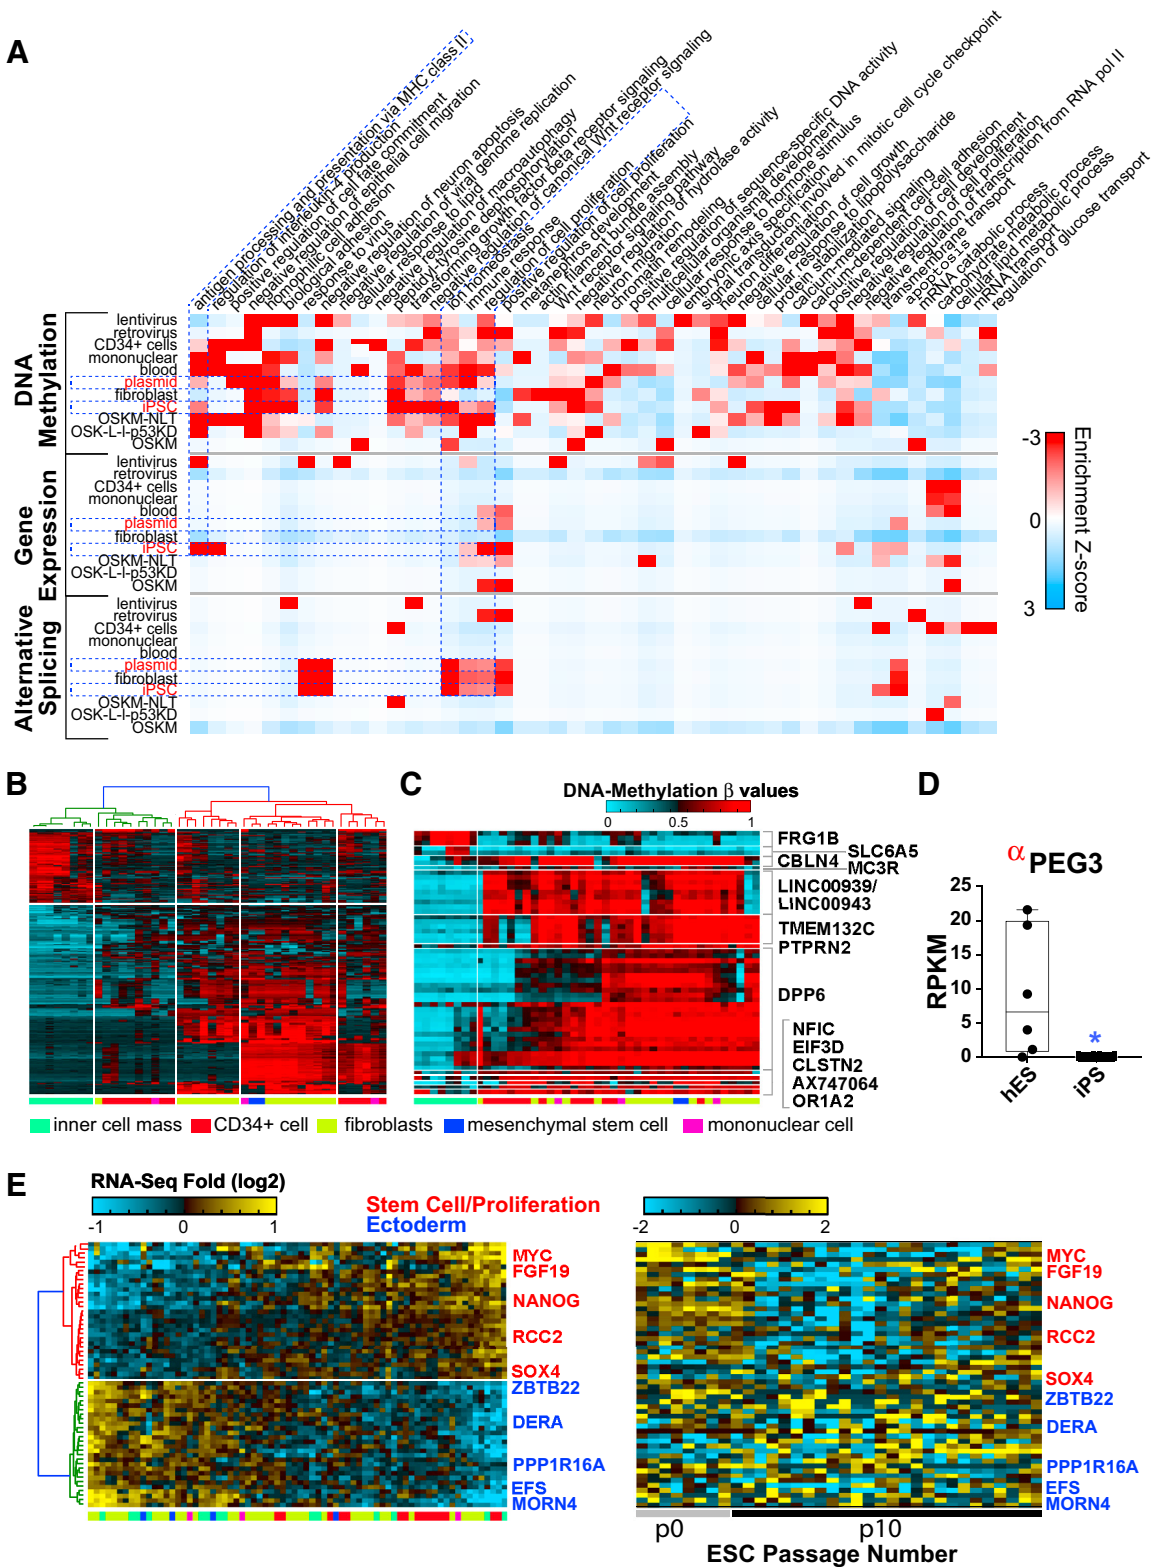 A
antigen processing and presentation via MHC class II
regulation of interleukin-4 production
positive regulation of cell fate commitment
negative regulation of epithelial cell migration
homophilic cell adhesion
biological adhesion
response to virus
negative regulation of neuron apoptosis
negative regulation of viral genome replication
cellular response to lipid
negative regulation of macroautophagy
peptidyl-tyrosine dephosphorylation
transforming growth factor beta receptor signaling
negative regulation of canonical Wnt receptor signaling
ion homeostasis
immune response
regulation of cell proliferation
positive regulation of cell proliferation
metanephros development
actin filament bundle assembly
Wnt receptor signaling pathway
negative regulation of hydrolase activity
neuron migration
chromatin remodeling
positive regulation of sequence-specific DNA activity
multicellular organismal development
cellular response to hormone stimulus
embryonic axis specification
signal transduction involved in mitotic cell cycle checkpoint
neuron differentiation
negative regulation of cell growth
cellular response to lipopolysaccharide
protein stabilization
calcium-mediated signaling
calcium-dependent cell-cell adhesion
positive regulation of cell development
negative regulation of cell proliferation
negative regulation of transcription from RNA pol II
transmembrane transport
apoptosis
mRNA catabolic process
carbohydrate metabolic process
cellular lipid metabolic process
mRNA transport
regulation of glucose transport
DNA
Methylation
lentivirus
retrovirus
CD34+ cells
mononuclear
blood
plasmid
fibroblast
iPSC
OSKM-NLT
OSK-L-l-p53KD
OSKM
Gene
Expression
lentivirus
retrovirus
CD34+ cells
mononuclear
blood
plasmid
fibroblast
iPSC
OSKM-NLT
OSK-L-l-p53KD
OSKM
Alternative
Splicing
lentivirus
retrovirus
CD34+ cells
mononuclear
blood
plasmid
fibroblast
iPSC
OSKM-NLT
OSK-L-l-p53KD
OSKM
-3
0
3
Enrichment Z-score
B
C
DNA-Methylation β values
0 0.5 1
FRG1B
SLC6A5
CBLN4
MC3R
LINC00939/
LINC00943
TMEM132C
PTPRN2
DPP6
NFIC
EIF3D
CLSTN2
AX747064
OR1A2
D
α PEG3
25
20
15
10
5
0
RPKM
*
hES
iPS
inner cell mass CD34+ cell fibroblasts mesenchymal stem cell mononuclear cell
E
RNA-Seq Fold (log2)
-1 0 1
Stem Cell/Proliferation
Ectoderm
MYC
FGF19
NANOG
RCC2
SOX4
ZBTB22
DERA
PPP1R16A
EFS
MORN4
-2 0 2
MYC
FGF19
NANOG
RCC2
SOX4
ZBTB22
DERA
PPP1R16A
EFS
MORN4
p0 p10
ESC Passage Number